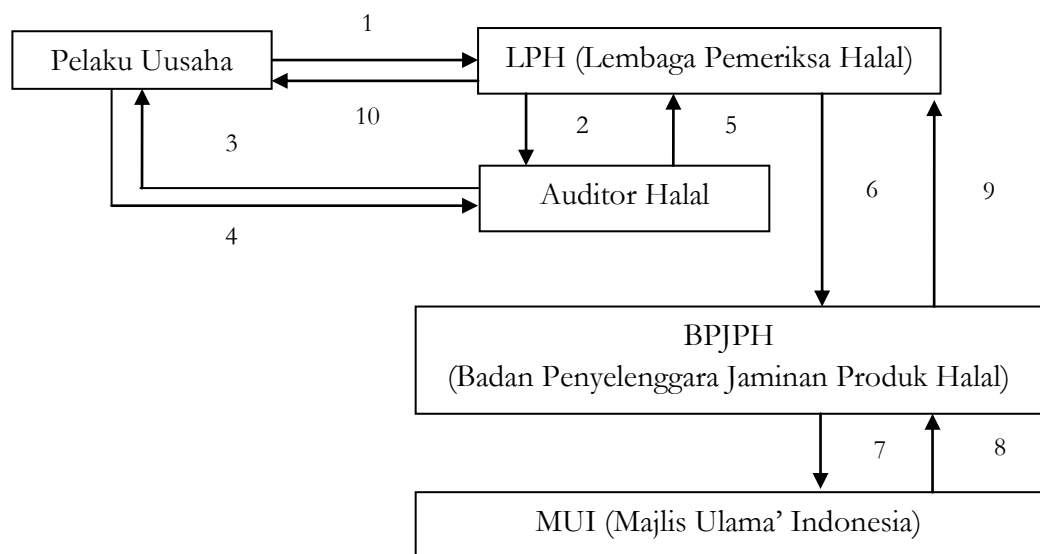 1
Pelaku Uusaha
LPH (Lembaga Pemeriksa Halal)
10
3
2
5
Auditor Halal
4
6
9
BPJPH
(Badan Penyelenggara Jaminan Produk Halal)
7
8
MUI (Majlis Ulama’ Indonesia)